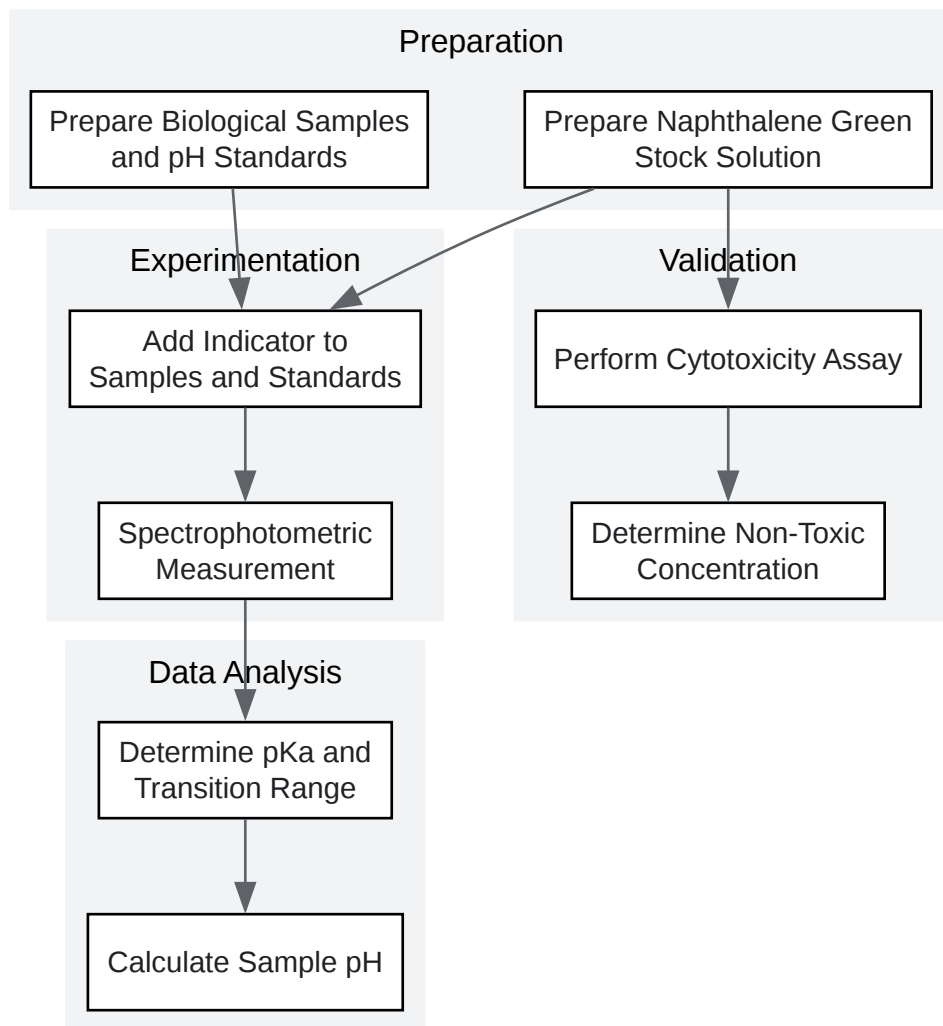 Preparation
Prepare Biological Samples
and pH Standards
Prepare Naphthalene Green
Stock Solution
Experimentation
Validation
Add Indicator to
Samples and Standards
Perform Cytotoxicity Assay
Spectrophotometric
Measurement
Determine Non-Toxic
Concentration
Data Analysis
Determine pKa and
Transition Range
Calculate Sample pH